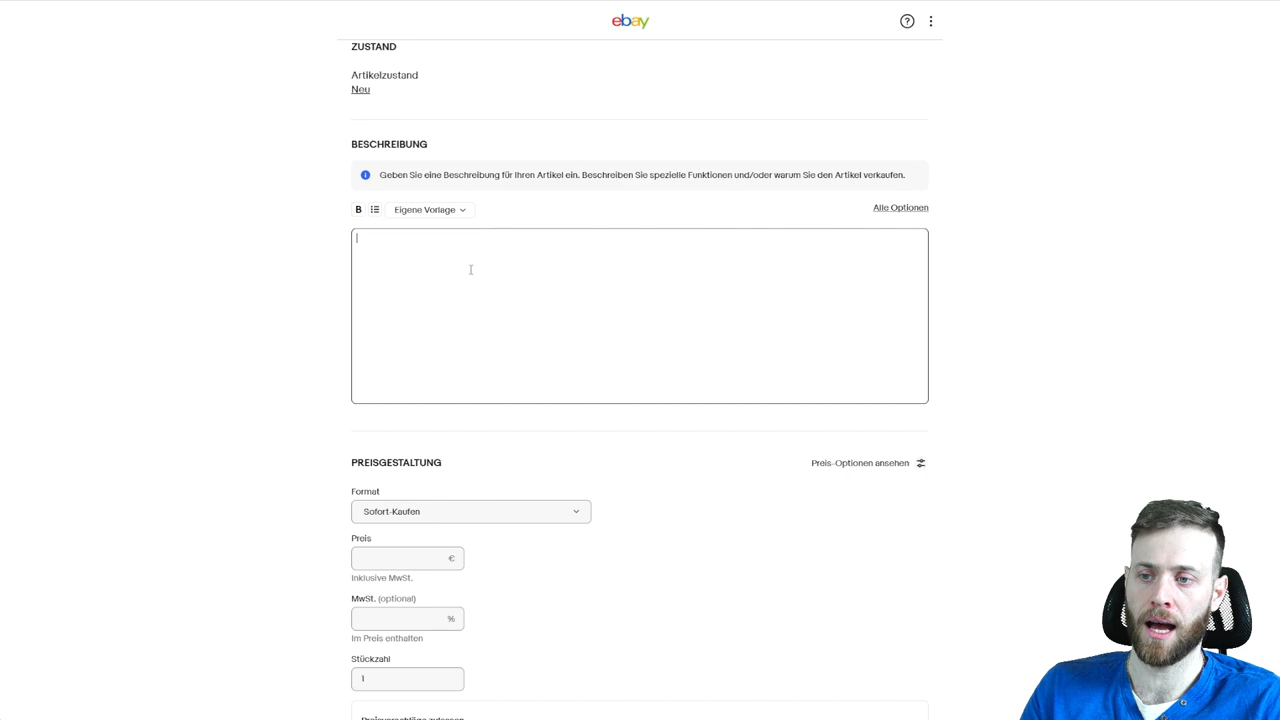 ebay
ZUSTAND
Artikelzustand
Neu
BESCHREIBUNG
Geben Sie eine Beschreibung für Ihren Artikel ein. Beschreiben Sie spezielle Funktionen und/oder warum Sie den Artikel verkaufen.
B Eigene Vorlage Alle Optionen
PREISGESTALTUNG Preis-Optionen ansehen
Format
Sofort-Kaufen
Preis
€
Inklusive MwSt.
MwSt. (optional)
%
Im Preis enthalten
Stückzahl
1
Preisvorschläge zulassen